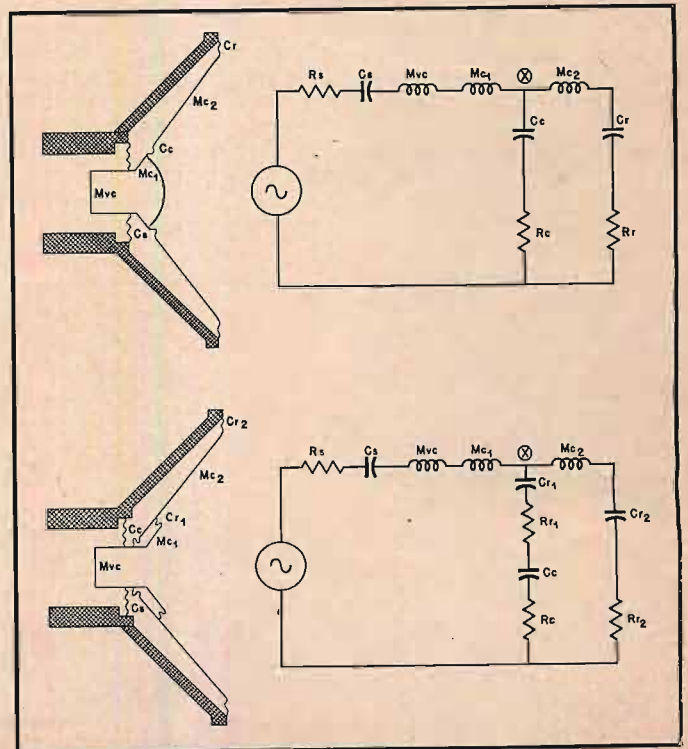 Cr
Mc2
Cc
Mc1
Mvc
Cs
Rs Cs Mvc Mc1 X Mc2
Cc Cr
Rc Rr
Cr2
Mc2
Cr1
Cc
Mc1
Mvc
Cs
Rs Cs Mvc Mc1 X Mc2
Cr1
Rr1 Cr2
Cc
Rc Rr2